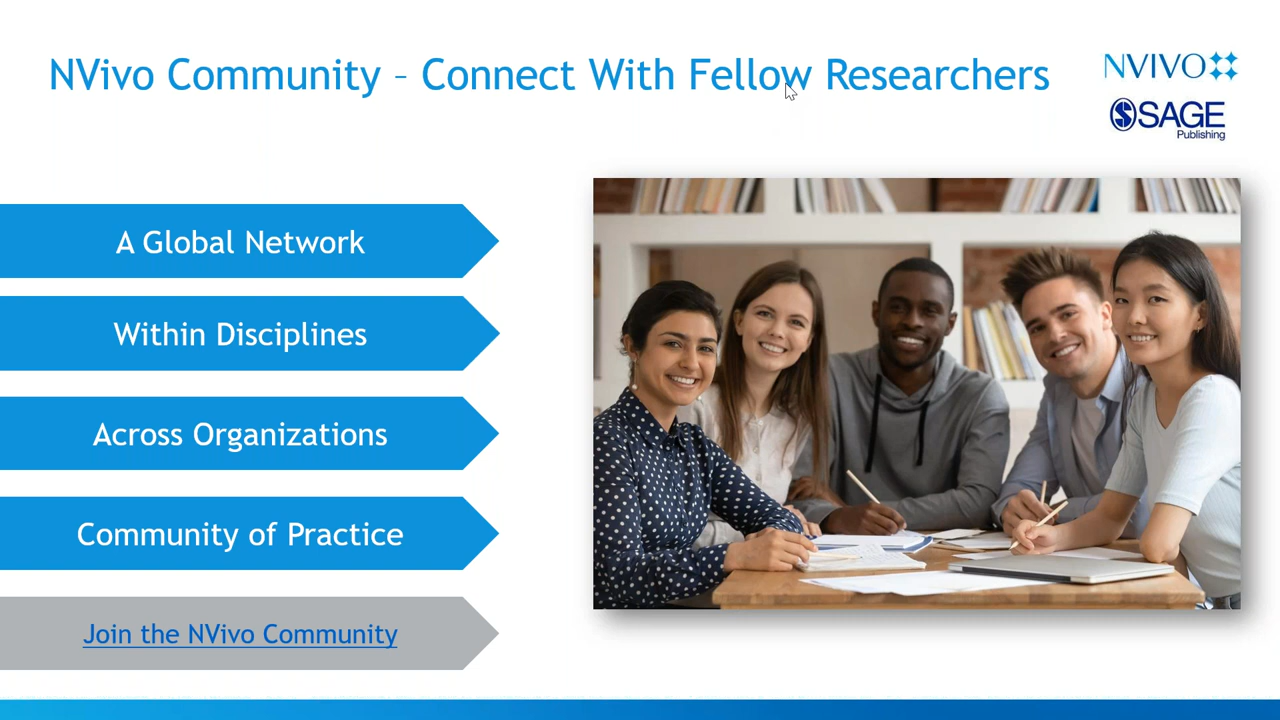 NVivo Community – Connect With Fellow Researchers
NVIVO
SAGE
Publishing
A Global Network
Within Disciplines
Across Organizations
Community of Practice
Join the NVivo Community